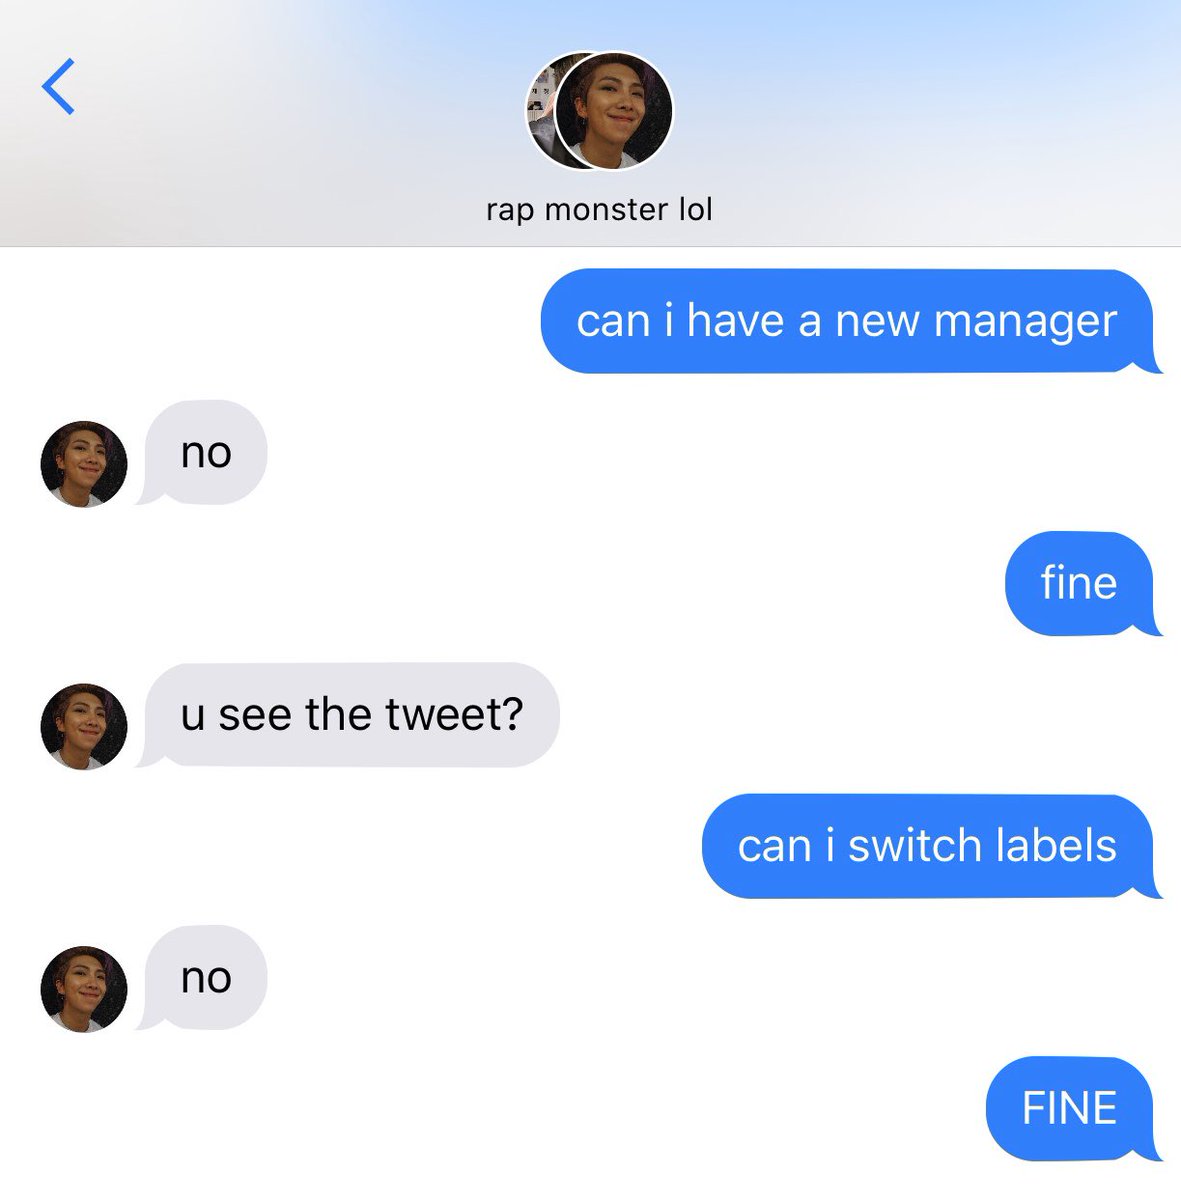 rap monster lol
can i have a new manager
no
fine
u see the tweet?
can i switch labels
no
FINE